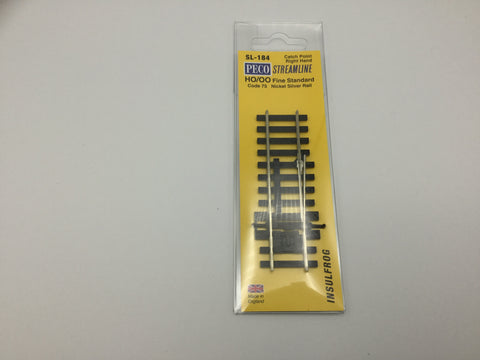 SL-184
Catch Point
Right Hand
PECO STREAMLINE
HO/OO Fine Standard
Code 75 Nickel Silver Rail
INSULFROG
Made in
England